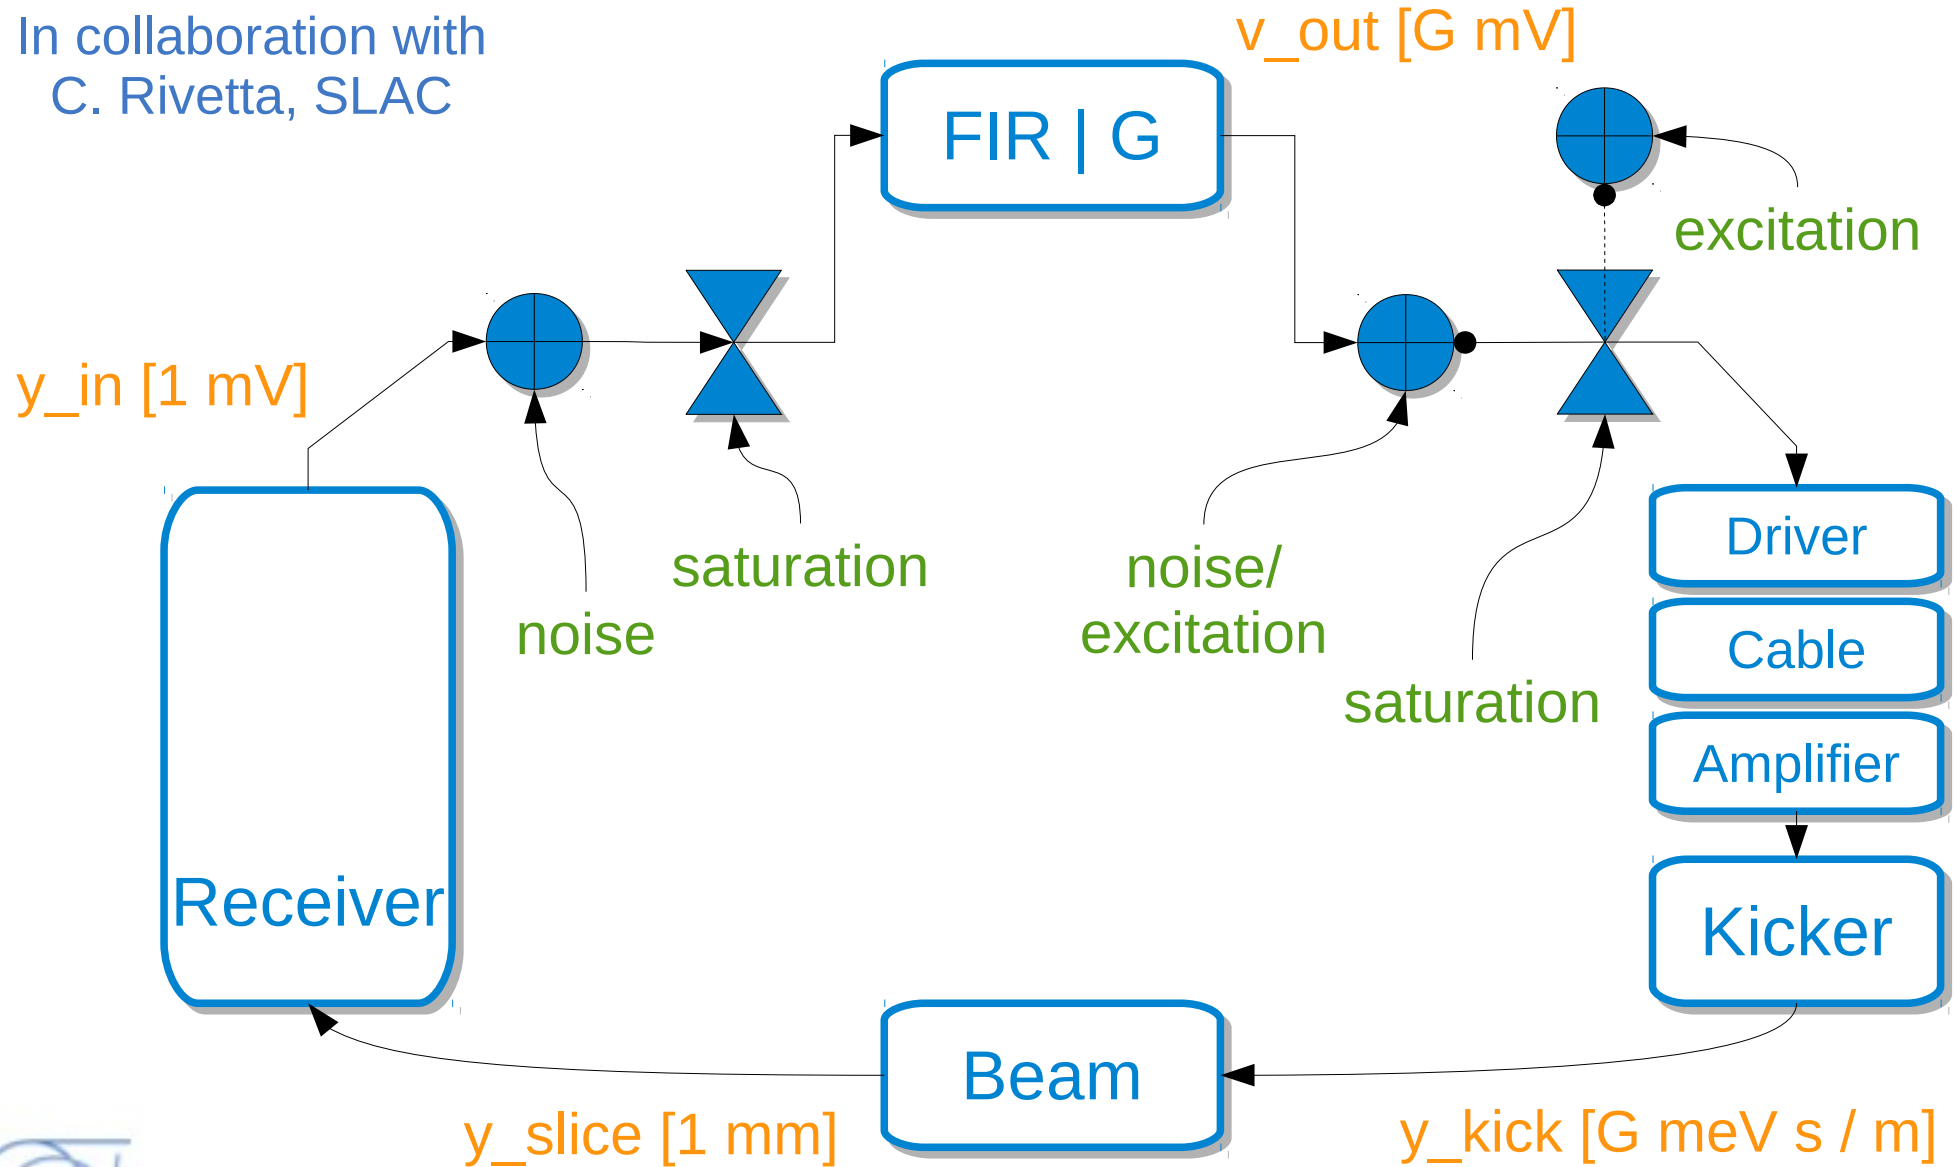 In collaboration with
C. Rivetta, SLAC
v_out [G mV]
FIR | G
excitation
y_in [1 mV]
saturation
noise
noise/
excitation
saturation
Driver
Cable
Amplifier
Receiver
Kicker
Beam
y_slice [1 mm]
y_kick [G meV s / m]